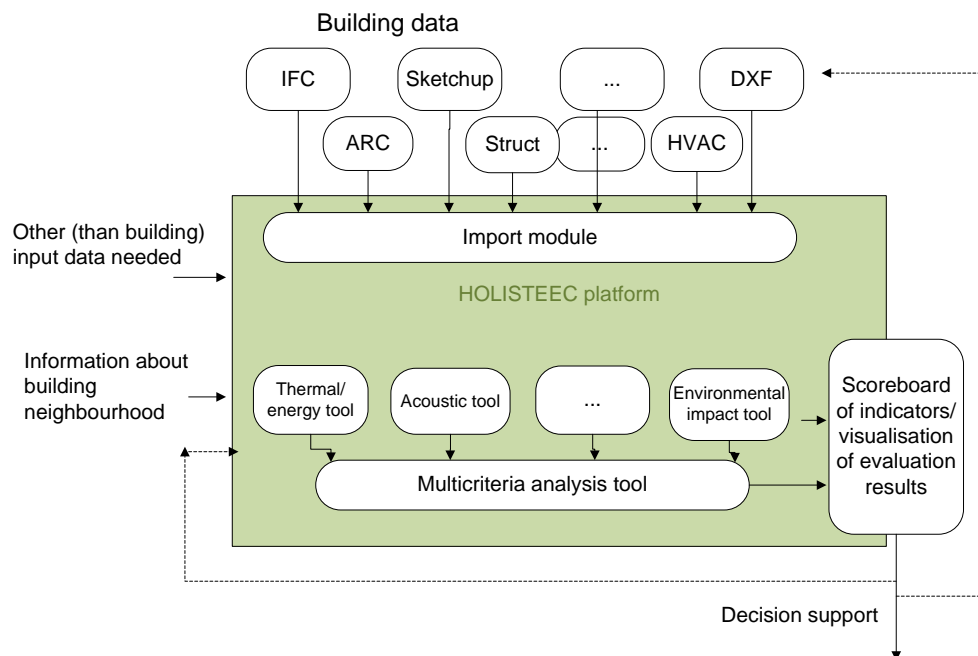 Building data
IFC
Sketchup
...
DXF
ARC
Struct
...
HVAC
Import module
Other (than building)
input data needed
HOLISTEEC platform
Information about
building
neighbourhood
Thermal/
energy tool
Acoustic tool
...
Environmental
impact tool
Scoreboard
of indicators/
visualisation
of evaluation
results
Multicriteria analysis tool
Decision support